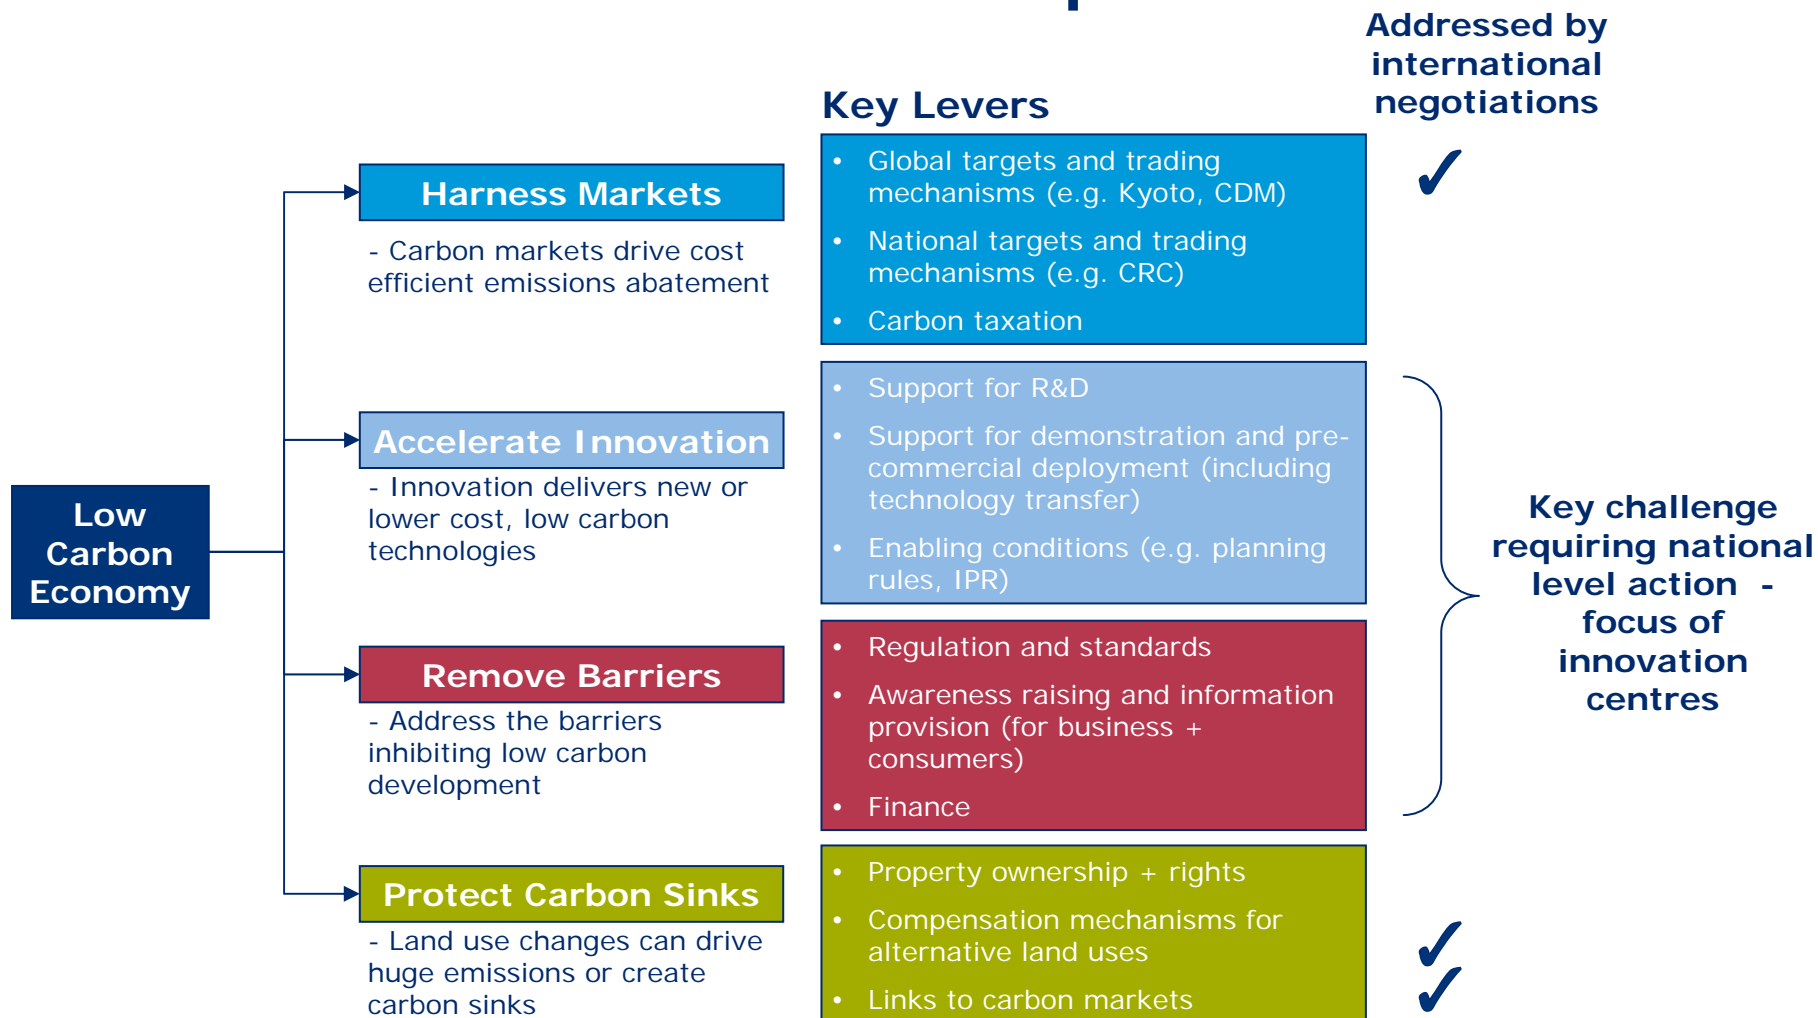 Addressed by
international
negotiations
Key Levers
Low
Carbon
Economy
Harness Markets
- Carbon markets drive cost
efficient emissions abatement
• Global targets and trading
mechanisms (e.g. Kyoto, CDM)
• National targets and trading
mechanisms (e.g. CRC)
• Carbon taxation
✓
Accelerate Innovation
- Innovation delivers new or
lower cost, low carbon
technologies
• Support for R&D
• Support for demonstration and pre-
commercial deployment (including
technology transfer)
• Enabling conditions (e.g. planning
rules, IPR)
Remove Barriers
- Address the barriers
inhibiting low carbon
development
• Regulation and standards
• Awareness raising and information
provision (for business +
consumers)
• Finance
Key challenge
requiring national
level action -
focus of
innovation
centres
Protect Carbon Sinks
- Land use changes can drive
huge emissions or create
carbon sinks
• Property ownership + rights
• Compensation mechanisms for
alternative land uses
• Links to carbon markets
✓
✓